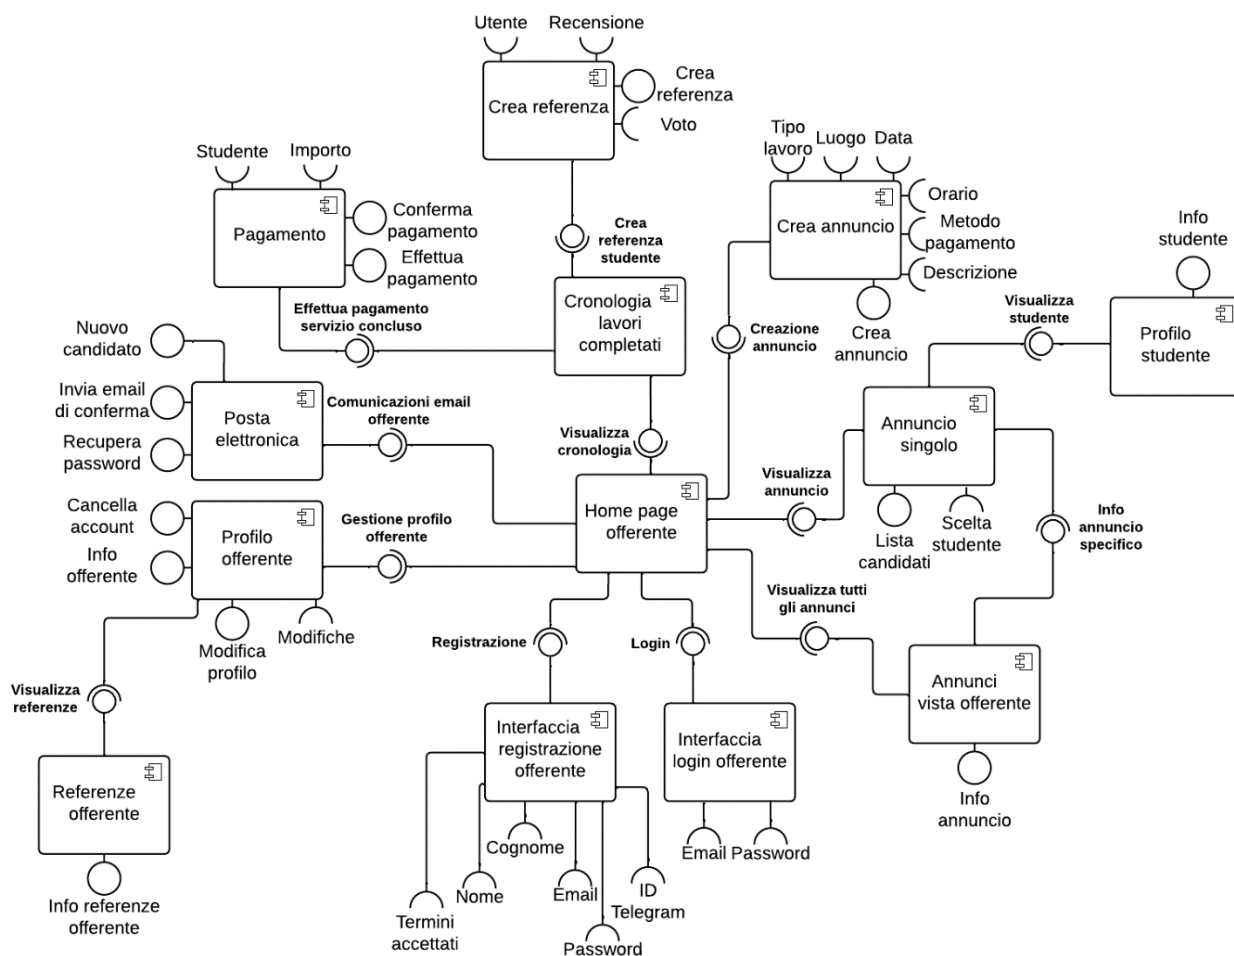 Utente
Recensione
Crea referenza
Crea
referenza
Voto
Studente
Importo
Pagamento
Conferma
pagamento
Effettua
pagamento
Crea
referenza
studente
Tipo
lavoro
Luogo
Data
Crea annuncio
Orario
Metodo
pagamento
Descrizione
Crea
annuncio
Info
studente
Profilo
studente
Visualizza
studente
Effettua pagamento
servizio concluso
Cronologia
lavori
completati
Creazione
annuncio
Nuovo
candidato
Invia email
di conferma
Recupera
password
Posta
elettronica
Comunicazioni email
offerente
Visualizza
cronologia
Annuncio
singolo
Visualizza
annuncio
Lista
candidati
Scelta
studente
Info
annuncio
specifico
Cancella
account
Info
offerente
Profilo
offerente
Gestione profilo
offerente
Home page
offerente
Modifica
profilo
Modifiche
Visualizza tutti
gli annunci
Registrazione
Login
Annunci
vista offerente
Info
annuncio
Visualizza
referenze
Referenze
offerente
Info referenze
offerente
Interfaccia
registrazione
offerente
Interfaccia
login offerente
Termini
accettati
Nome
Cognome
Email
Password
ID
Telegram
Email
Password